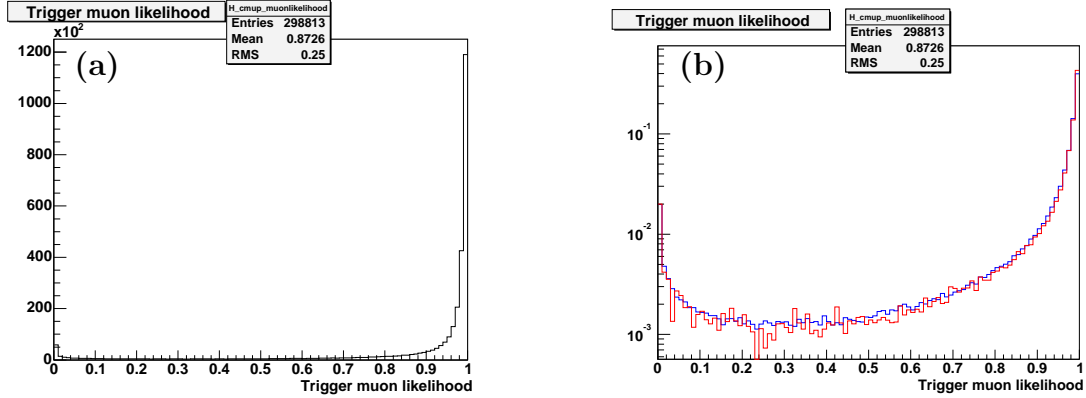 Trigger muon likelihood
H_cmup_muonlikelihood
Entries 298813
Mean 0.8726
RMS 0.25
×10²
(a)
1200
1000
800
600
400
200
0
0 0.1 0.2 0.3 0.4 0.5 0.6 0.7 0.8 0.9 1
Trigger muon likelihood
Trigger muon likelihood
H_cmup_muonlikelihood
Entries 298813
Mean 0.8726
RMS 0.25
(b)
10⁻¹
10⁻²
10⁻³
0 0.1 0.2 0.3 0.4 0.5 0.6 0.7 0.8 0.9 1
Trigger muon likelihood